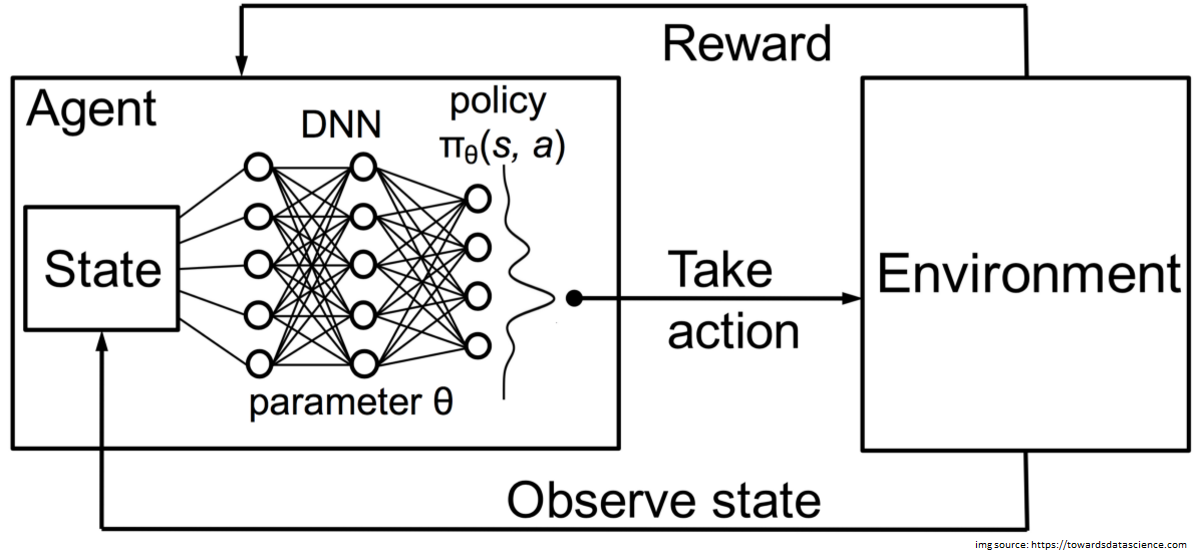 Reward
Agent
DNN
policy
πθ(s, a)
State
parameter θ
Take
action
Environment
Observe state
img source: https://towardsdatascience.com